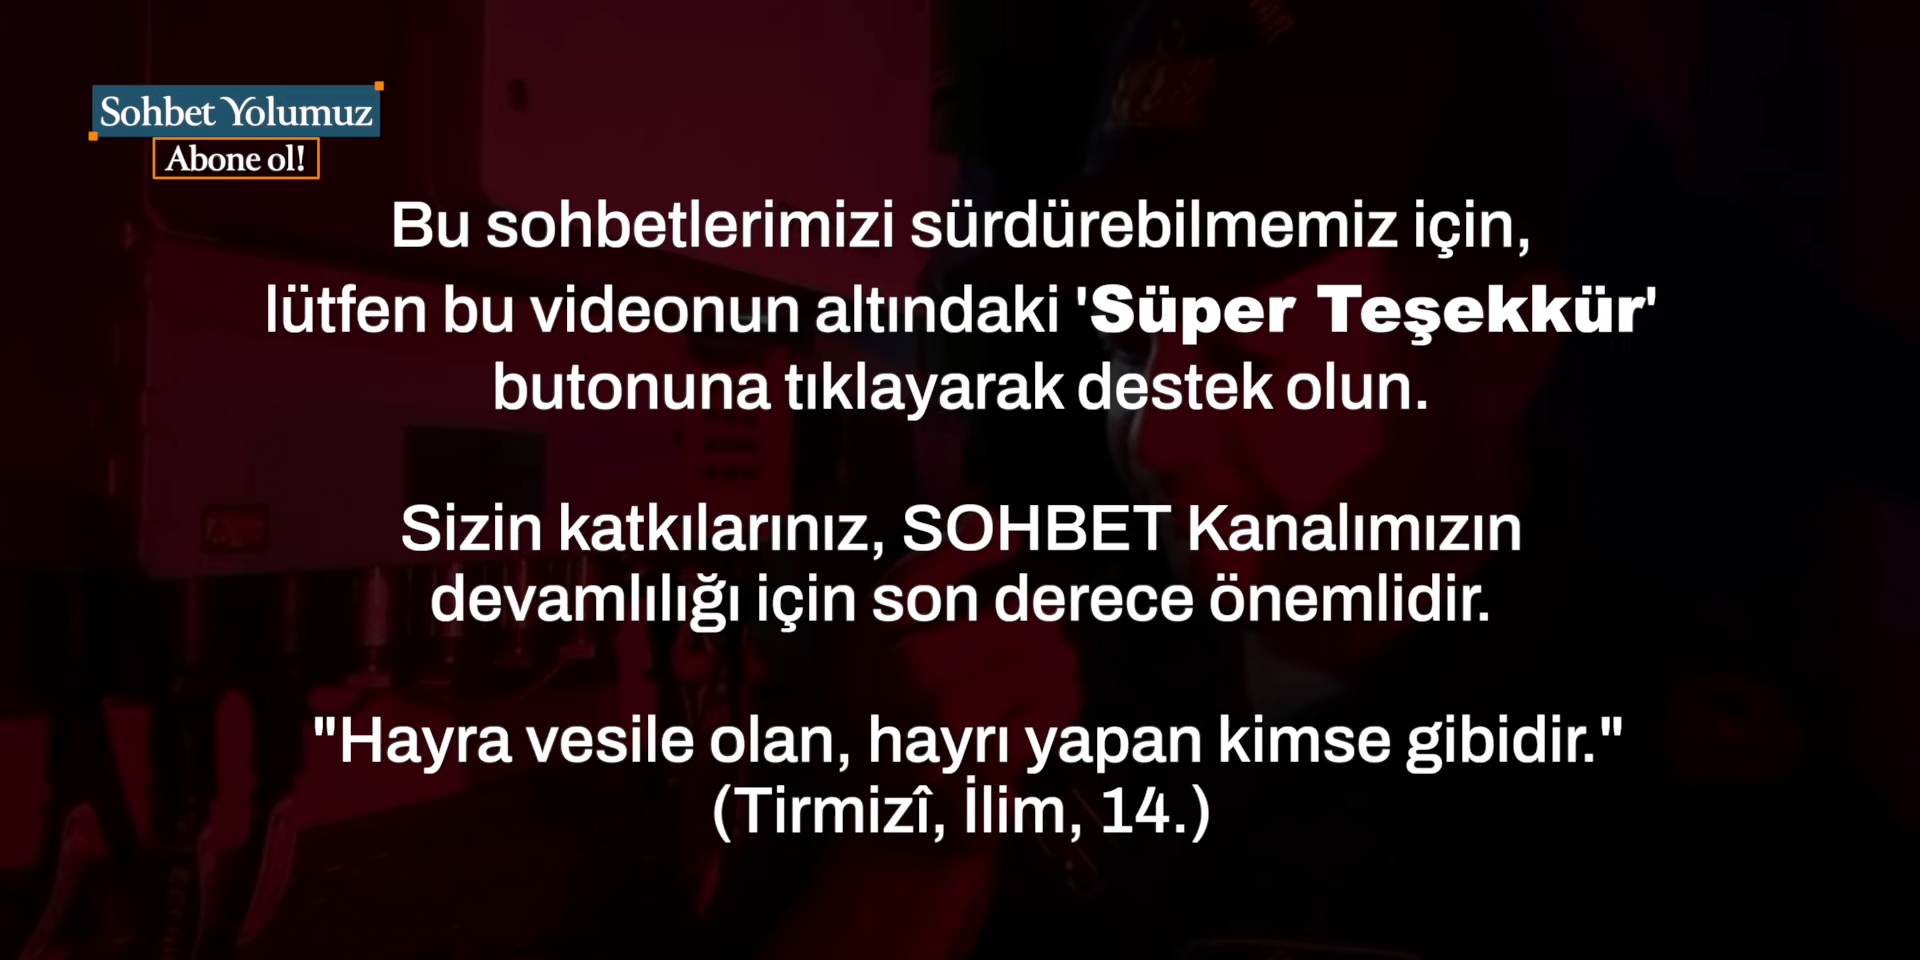 Sohbet Yolumuz
Abone ol!
Bu sohbetlerimizi sürdürebilmemiz için,
lütfen bu videonun altındaki 'Süper Teşekkür'
butonuna tıklayarak destek olun.
Sizin katkılarınız, SOHBET Kanalımızın
devamlılığı için son derece önemlidir.
"Hayra vesile olan, hayrı yapan kimse gibidir."
(Tirmizî, İlim, 14.)